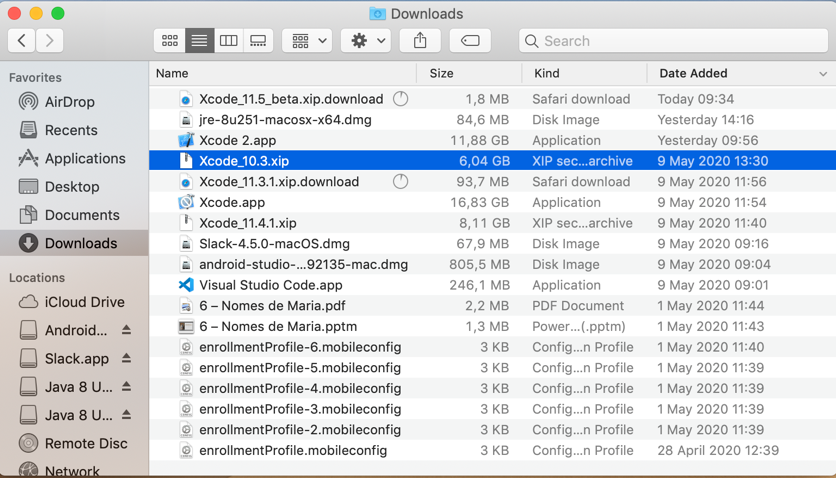 Downloads
Search
Favorites
AirDrop
Recents
Applications
Desktop
Documents
Downloads
Locations
iCloud Drive
Android...
Slack.app
Java 8 U...
Java 8 U...
Remote Disc
Network
Name Size Kind Date Added
Xcode_11.5_beta.xip.download 1,8 MB Safari download Today 09:34
jre-8u251-macosx-x64.dmg 84,6 MB Disk Image Yesterday 14:16
Xcode 2.app 11,88 GB Application Yesterday 09:56
Xcode_10.3.xip 6,04 GB XIP sec...archive 9 May 2020 13:30
Xcode_11.3.1.xip.download 93,7 MB Safari download 9 May 2020 11:56
Xcode.app 16,83 GB Application 9 May 2020 11:54
Xcode_11.4.1.xip 8,11 GB XIP sec...archive 9 May 2020 11:40
Slack-4.5.0-macOS.dmg 67,9 MB Disk Image 9 May 2020 09:16
android-studio-...92135-mac.dmg 805,5 MB Disk Image 9 May 2020 09:04
Visual Studio Code.app 246,1 MB Application 9 May 2020 09:01
6 – Nomes de Maria.pdf 2,2 MB PDF Document 1 May 2020 11:44
6 – Nomes de Maria.pptm 1,3 MB Power...(.pptm) 1 May 2020 11:43
enrollmentProfile-6.mobileconfig 3 KB Config...n Profile 1 May 2020 11:40
enrollmentProfile-5.mobileconfig 3 KB Config...n Profile 1 May 2020 11:39
enrollmentProfile-4.mobileconfig 3 KB Config...n Profile 1 May 2020 11:39
enrollmentProfile-3.mobileconfig 3 KB Config...n Profile 1 May 2020 11:39
enrollmentProfile-2.mobileconfig 3 KB Config...n Profile 1 May 2020 11:39
enrollmentProfile.mobileconfig 3 KB Config...n Profile 28 April 2020 12:39